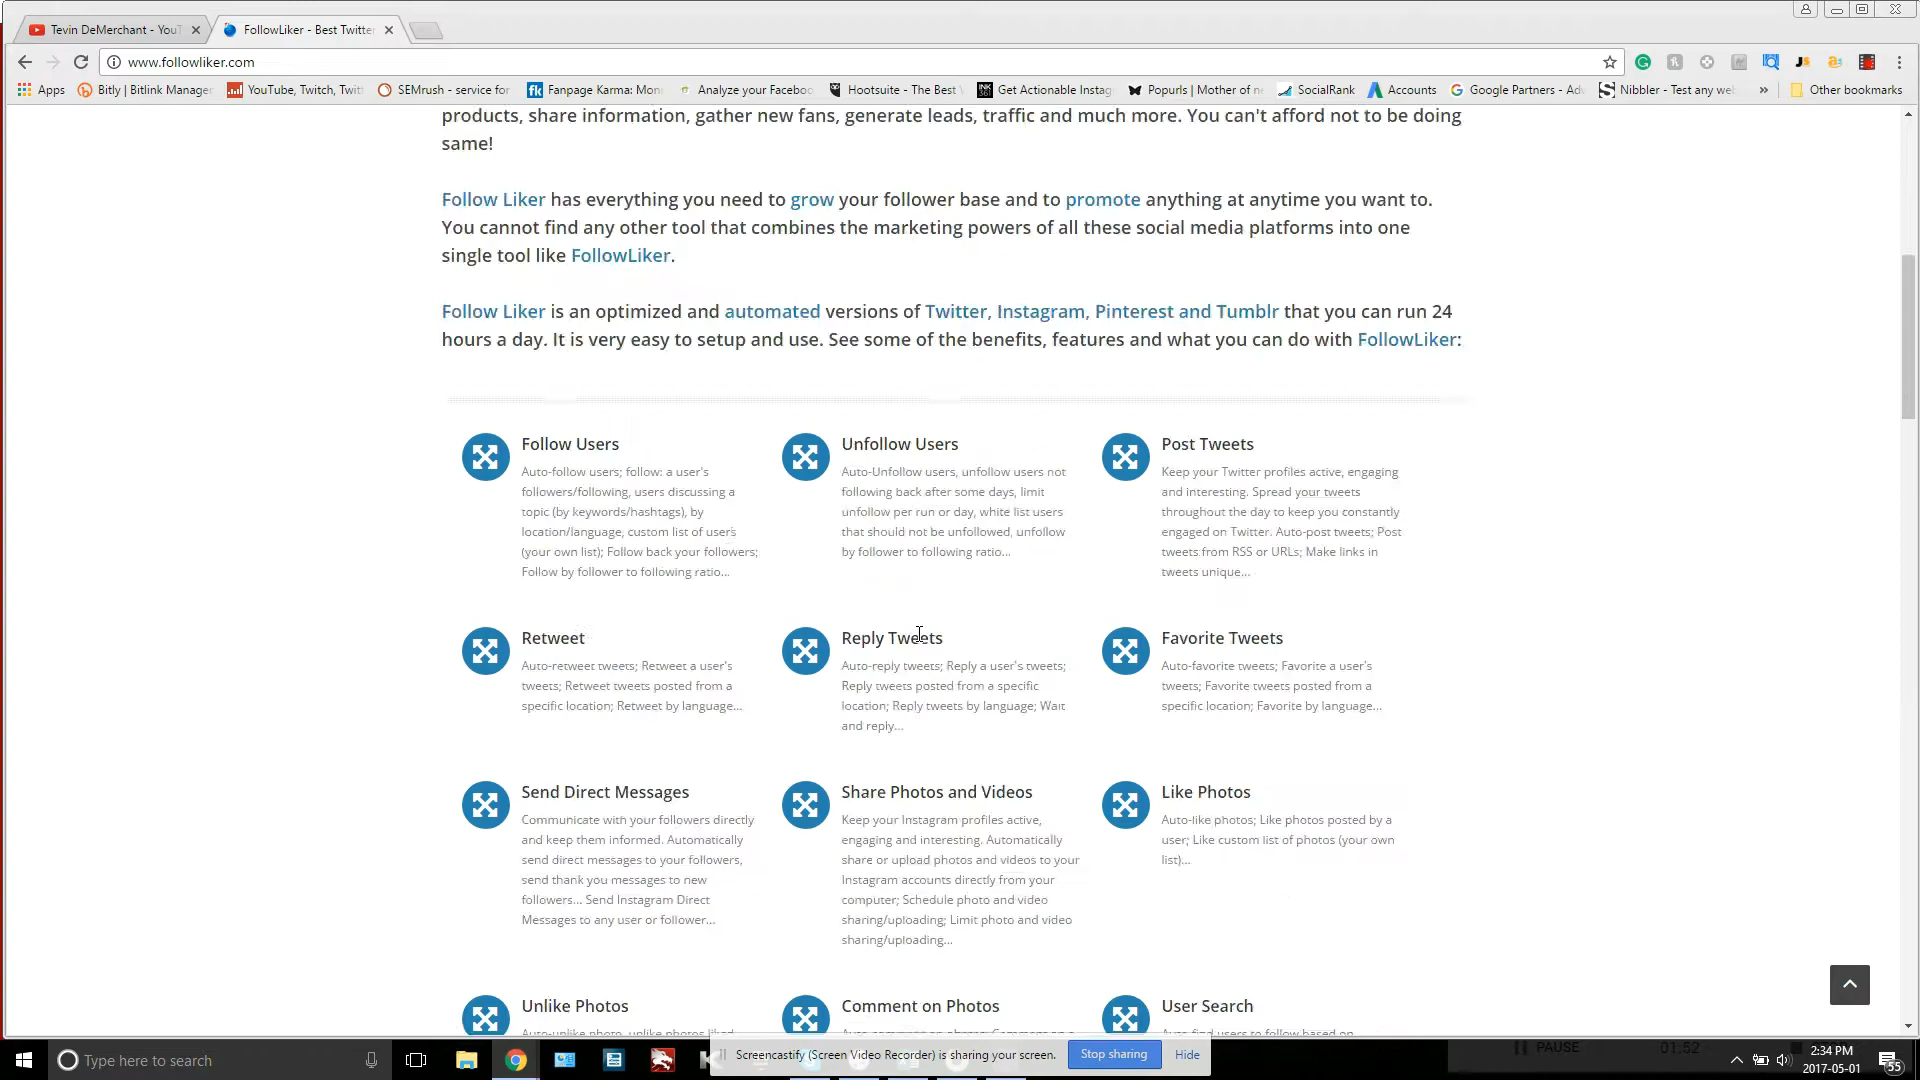 Tevin DeMerchant - YouT
FollowLiker - Best Twitter
www.followliker.com
Apps
Bitly | Bitlink Manager
YouTube, Twitch, Twit
SEMrush - service for
Fanpage Karma: Mon
Analyze your Faceboo
Hootsuite - The Best
Get Actionable Instag
Popurls | Mother of n
SocialRank
Accounts
Google Partners - Adv
Nibbler - Test any web
»
Other bookmarks
products, share information, gather new fans, generate leads, traffic and much more. You can't afford not to be doing
same!
Follow Liker has everything you need to grow your follower base and to promote anything at anytime you want to.
You cannot find any other tool that combines the marketing powers of all these social media platforms into one
single tool like FollowLiker.
Follow Liker is an optimized and automated versions of Twitter, Instagram, Pinterest and Tumblr that you can run 24
hours a day. It is very easy to setup and use. See some of the benefits, features and what you can do with FollowLiker:
Follow Users
Auto-follow users; follow: a user's
followers/following, users discussing a
topic (by keywords/hashtags), by
location/language, custom list of users
(your own list); Follow back your followers;
Follow by follower to following ratio...
Unfollow Users
Auto-Unfollow users, unfollow users not
following back after some days, limit
unfollow per run or day, white list users
that should not be unfollowed, unfollow
by follower to following ratio...
Post Tweets
Keep your Twitter profiles active, engaging
and interesting. Spread your tweets
throughout the day to keep you constantly
engaged on Twitter. Auto-post tweets; Post
tweets from RSS or URLs; Make links in
tweets unique...
Retweet
Auto-retweet tweets; Retweet a user's
tweets; Retweet tweets posted from a
specific location; Retweet by language...
Reply Tweets
Auto-reply tweets; Reply a user's tweets;
Reply tweets posted from a specific
location; Reply tweets by language; Wait
and reply...
Favorite Tweets
Auto-favorite tweets; Favorite a user's
tweets; Favorite tweets posted from a
specific location; Favorite by language...
Send Direct Messages
Communicate with your followers directly
and keep them informed. Automatically
send direct messages to your followers,
send thank you messages to new
followers... Send Instagram Direct
Messages to any user or follower...
Share Photos and Videos
Keep your Instagram profiles active,
engaging and interesting. Automatically
share or upload photos and videos to your
Instagram accounts directly from your
computer; Schedule photo and video
sharing/uploading; Limit photo and video
sharing/uploading...
Like Photos
Auto-like photos; Like photos posted by a
user; Like custom list of photos (your own
list)...
Unlike Photos
Comment on Photos
User Search
Type here to search
Screencastify (Screen Video Recorder) is sharing your screen.
Stop sharing
Hide
PAUSE
01:52
2:34 PM
2017-05-01
55